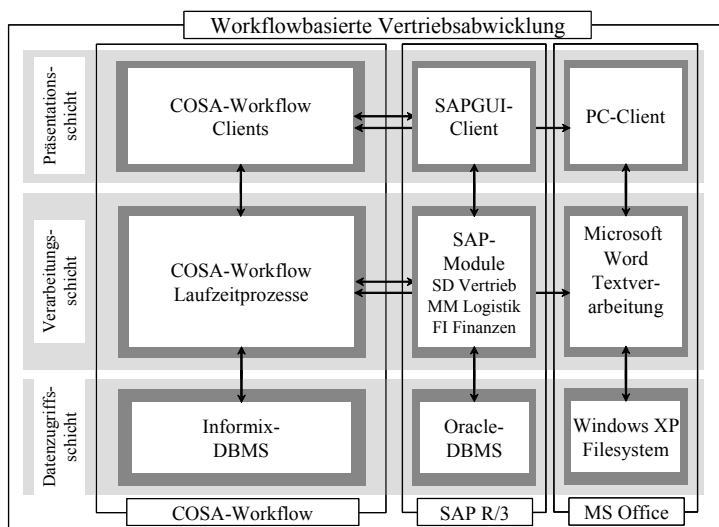 Workflowbasierte Vertriebsabwicklung
Präsentations-
schicht
COSA-Workflow
Clients
SAPGUI-
Client
PC-Client
Verarbeitungs-
schicht
COSA-Workflow
Laufzeitprozesse
SAP-
Module
SD Vertrieb
MM Logistik
FI Finanzen
Microsoft
Word
Textver-
arbeitung
Datenzugriffs-
schicht
Informix-
DBMS
Oracle-
DBMS
Windows XP
Filesystem
COSA-Workflow
SAP R/3
MS Office